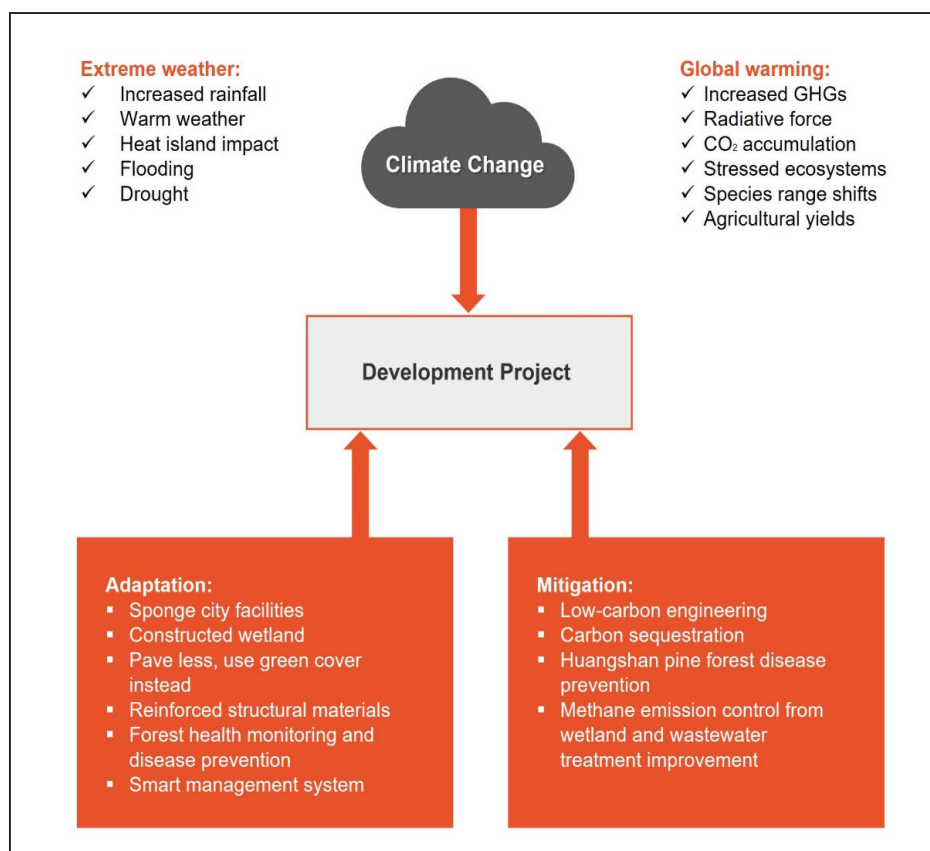 Extreme weather:
✓ Increased rainfall
✓ Warm weather
✓ Heat island impact
✓ Flooding
✓ Drought
Climate Change
Global warming:
✓ Increased GHGs
✓ Radiative force
✓ CO₂ accumulation
✓ Stressed ecosystems
✓ Species range shifts
✓ Agricultural yields
Development Project
Adaptation:
▪ Sponge city facilities
▪ Constructed wetland
▪ Pave less, use green cover
instead
▪ Reinforced structural materials
▪ Forest health monitoring and
disease prevention
▪ Smart management system
Mitigation:
▪ Low-carbon engineering
▪ Carbon sequestration
▪ Huangshan pine forest disease
prevention
▪ Methane emission control from
wetland and wastewater
treatment improvement